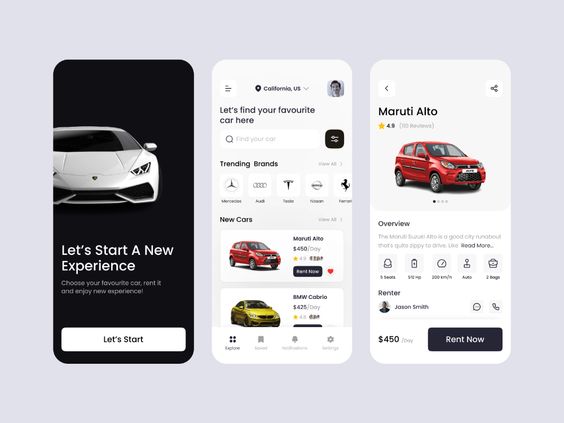 Let's Start A New
Experience
Choose your favourite car, rent it
and enjoy new experience!
Let's Start
California, US
Let's find your favourite
car here
Find your car
Trending Brands
View All
Mercedes
Audi
Tesla
Nissan
Ferrari
New Cars
View All
Maruti Alto
$450/Day
4.9
Rent Now
BMW Cabrio
$425/Day
4.9
Explore
Saved
Notifications
Settings
Maruti Alto
4.9 (110 Reviews)
Overview
The Maruti Suzuki Alto is a good city runabout
that's quite zippy to drive. Like Read More...
5 Seats
512 Hp
200 km/h
Auto
2 Bags
Renter
Jason Smith
$450 /Day
Rent Now